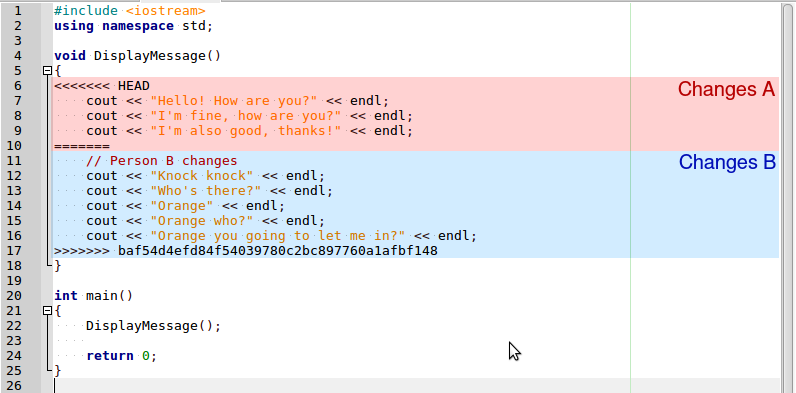 1 #include <iostream>
2 using namespace std;
3
4 void DisplayMessage()
5 {
6 <<<<<<< HEAD Changes A
7     cout << "Hello! How are you?" << endl;
8     cout << "I'm fine, how are you?" << endl;
9     cout << "I'm also good, thanks!" << endl;
10 =======
11     // Person B changes Changes B
12     cout << "Knock knock" << endl;
13     cout << "Who's there?" << endl;
14     cout << "Orange" << endl;
15     cout << "Orange who?" << endl;
16     cout << "Orange you going to let me in?" << endl;
17 >>>>>>> baf54d4efd84f54039780c2bc897760a1afbf148
18 }
19
20 int main()
21 {
22     DisplayMessage();
23
24     return 0;
25 }
26